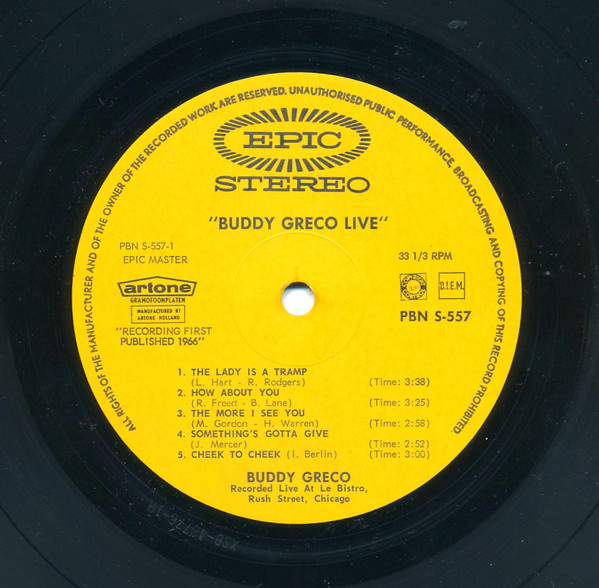 ALL RIGHTS OF THE MANUFACTURER AND OF THE OWNER OF THE RECORDED WORK ARE RESERVED. UNAUTHORISED PUBLIC PERFORMANCE, BROADCASTING AND COPYING OF THIS RECORD PROHIBITED.
EPIC
STEREO
"BUDDY GRECO LIVE"
PBN S-557-1
EPIC MASTER
33 1/3 RPM
artone
GRAMOFOONPLATEN
MANUFACTURED BY
ARTONE HOLLAND
B.I.E.M.
PBN S-557
"RECORDING FIRST
PUBLISHED 1966"
1. THE LADY IS A TRAMP
(L. Hart - R. Rodgers) (Time: 3:38)
2. HOW ABOUT YOU
(R. Freed - B. Lane) (Time: 3:25)
3. THE MORE I SEE YOU
(M. Gordon - H. Warren) (Time: 2:58)
4. SOMETHING'S GOTTA GIVE
(J. Mercer) (Time: 2:52)
5. CHEEK TO CHEEK (I. Berlin) (Time: 3:00)
BUDDY GRECO
Recorded Live At Le Bistro,
Rush Street, Chicago